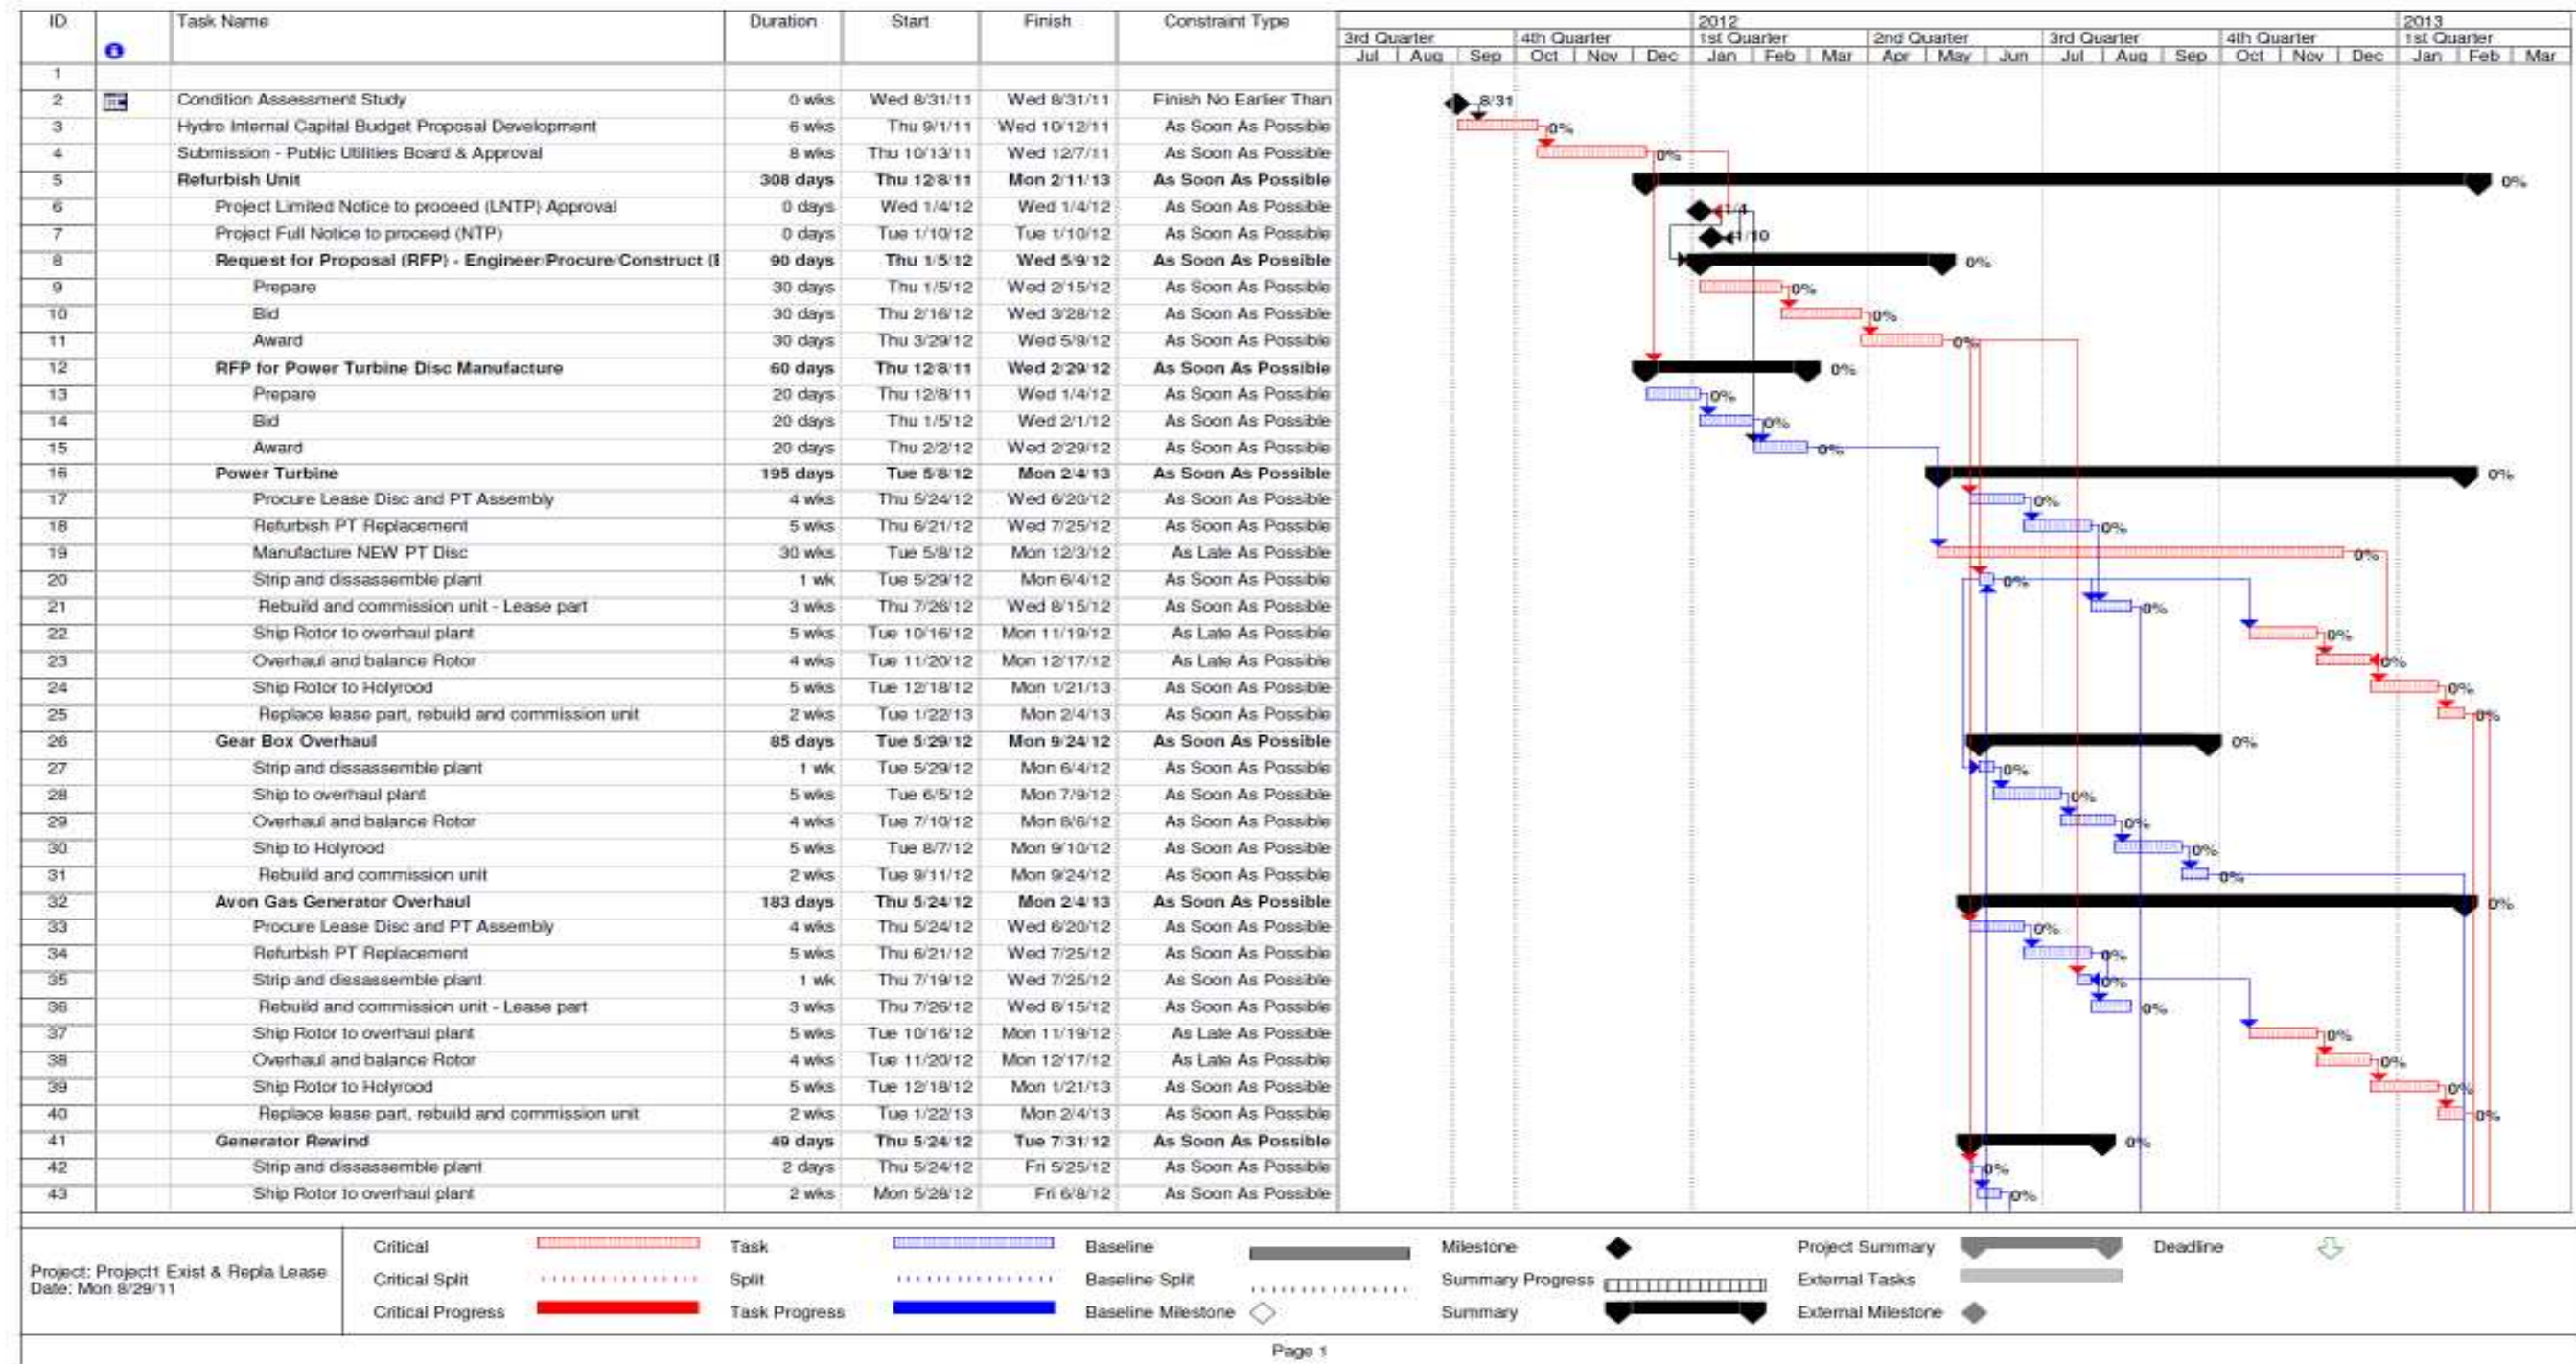 ID Task Name Duration Start Finish Constraint Type 2012 2013
3rd Quarter 4th Quarter 1st Quarter 2nd Quarter 3rd Quarter 4th Quarter 1st Quarter
Jul Aug Sep Oct Nov Dec Jan Feb Mar Apr May Jun Jul Aug Sep Oct Nov Dec Jan Feb Mar
1
2 Condition Assessment Study 0 wks Wed 8/31/11 Wed 8/31/11 Finish No Earlier Than 8/31
3 Hydro Internal Capital Budget Proposal Development 6 wks Thu 9/1/11 Wed 10/12/11 As Soon As Possible 0%
4 Submission - Public Utilities Board & Approval 8 wks Thu 10/13/11 Wed 12/7/11 As Soon As Possible 0%
5 Refurbish Unit 308 days Thu 12/8/11 Mon 2/11/13 As Soon As Possible 0%
6 Project Limited Notice to proceed (LNTP) Approval 0 days Wed 1/4/12 Wed 1/4/12 As Soon As Possible 1/4
7 Project Full Notice to proceed (NTP) 0 days Tue 1/10/12 Tue 1/10/12 As Soon As Possible 1/10
8 Request for Proposal (RFP) - Engineer/Procure/Construct (E 90 days Thu 1/5/12 Wed 5/9/12 As Soon As Possible 0%
9 Prepare 30 days Thu 1/5/12 Wed 2/15/12 As Soon As Possible 0%
10 Bid 30 days Thu 2/16/12 Wed 3/28/12 As Soon As Possible 0%
11 Award 30 days Thu 3/29/12 Wed 5/9/12 As Soon As Possible 0%
12 RFP for Power Turbine Disc Manufacture 60 days Thu 12/8/11 Wed 2/29/12 As Soon As Possible 0%
13 Prepare 20 days Thu 12/8/11 Wed 1/4/12 As Soon As Possible 0%
14 Bid 20 days Thu 1/5/12 Wed 2/1/12 As Soon As Possible 0%
15 Award 20 days Thu 2/2/12 Wed 2/29/12 As Soon As Possible 0%
16 Power Turbine 195 days Tue 5/8/12 Mon 2/4/13 As Soon As Possible 0%
17 Procure Lease Disc and PT Assembly 4 wks Thu 5/24/12 Wed 6/20/12 As Soon As Possible 0%
18 Refurbish PT Replacement 5 wks Thu 6/21/12 Wed 7/25/12 As Soon As Possible 0%
19 Manufacture NEW PT Disc 30 wks Tue 5/8/12 Mon 12/3/12 As Late As Possible 0%
20 Strip and dissassemble plant 1 wk Tue 5/29/12 Mon 6/4/12 As Soon As Possible 0%
21 Rebuild and commission unit - Lease part 3 wks Thu 7/26/12 Wed 8/15/12 As Soon As Possible 0%
22 Ship Rotor to overhaul plant 5 wks Tue 10/16/12 Mon 11/19/12 As Late As Possible 0%
23 Overhaul and balance Rotor 4 wks Tue 11/20/12 Mon 12/17/12 As Late As Possible 0%
24 Ship Rotor to Holyrood 5 wks Tue 12/18/12 Mon 1/21/13 As Soon As Possible 0%
25 Replace lease part, rebuild and commission unit 2 wks Tue 1/22/13 Mon 2/4/13 As Soon As Possible 0%
26 Gear Box Overhaul 85 days Tue 5/29/12 Mon 9/24/12 As Soon As Possible 0%
27 Strip and dissassemble plant 1 wk Tue 5/29/12 Mon 6/4/12 As Soon As Possible 0%
28 Ship to overhaul plant 5 wks Tue 6/5/12 Mon 7/9/12 As Soon As Possible 0%
29 Overhaul and balance Rotor 4 wks Tue 7/10/12 Mon 8/6/12 As Soon As Possible 0%
30 Ship to Holyrood 5 wks Tue 8/7/12 Mon 9/10/12 As Soon As Possible 0%
31 Rebuild and commission unit 2 wks Tue 9/11/12 Mon 9/24/12 As Soon As Possible 0%
32 Avon Gas Generator Overhaul 183 days Thu 5/24/12 Mon 2/4/13 As Soon As Possible 0%
33 Procure Lease Disc and PT Assembly 4 wks Thu 5/24/12 Wed 6/20/12 As Soon As Possible 0%
34 Refurbish PT Replacement 5 wks Thu 6/21/12 Wed 7/25/12 As Soon As Possible 0%
35 Strip and dissassemble plant 1 wk Thu 7/19/12 Wed 7/25/12 As Soon As Possible 0%
36 Rebuild and commission unit - Lease part 3 wks Thu 7/26/12 Wed 8/15/12 As Soon As Possible 0%
37 Ship Rotor to overhaul plant 5 wks Tue 10/16/12 Mon 11/19/12 As Late As Possible 0%
38 Overhaul and balance Rotor 4 wks Tue 11/20/12 Mon 12/17/12 As Late As Possible 0%
39 Ship Rotor to Holyrood 5 wks Tue 12/18/12 Mon 1/21/13 As Soon As Possible 0%
40 Replace lease part, rebuild and commission unit 2 wks Tue 1/22/13 Mon 2/4/13 As Soon As Possible 0%
41 Generator Rewind 49 days Thu 5/24/12 Tue 7/31/12 As Soon As Possible 0%
42 Strip and dissassemble plant 2 days Thu 5/24/12 Fri 5/25/12 As Soon As Possible 0%
43 Ship Rotor to overhaul plant 2 wks Mon 5/28/12 Fri 6/8/12 As Soon As Possible 0%
Project: Project1 Exist & Repla Lease
Date: Mon 8/29/11
Critical Task Baseline Milestone Project Summary Deadline
Critical Split Split Baseline Split Summary Progress External Tasks
Critical Progress Task Progress Baseline Milestone Summary External Milestone
Page 1